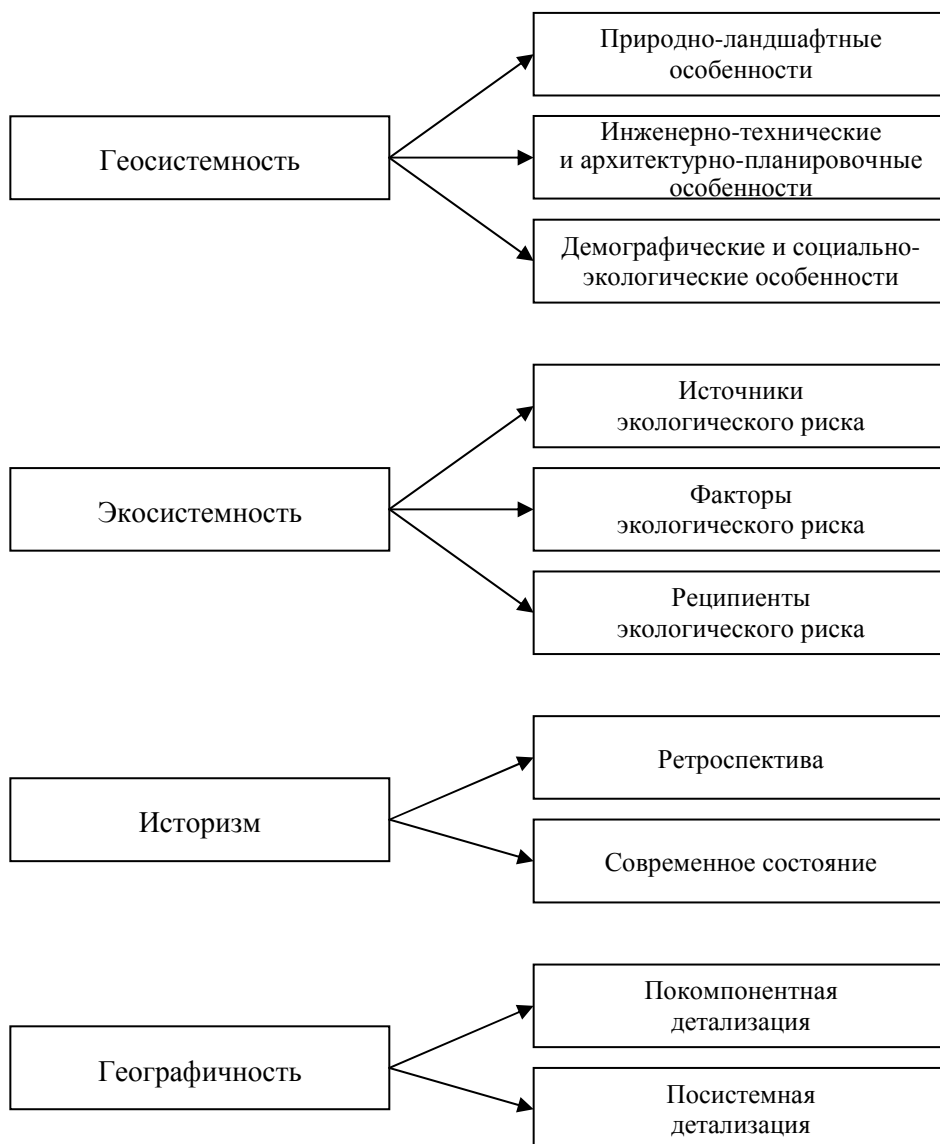 Геосистемность
Природно-ландшафтные
особенности
Инженерно-технические
и архитектурно-планировочные
особенности
Демографические и социально-
экологические особенности
Экосистемность
Источники
экологического риска
Факторы
экологического риска
Реципиенты
экологического риска
Историзм
Ретроспектива
Современное состояние
Географичность
Покомпонентная
детализация
Посистемная
детализация